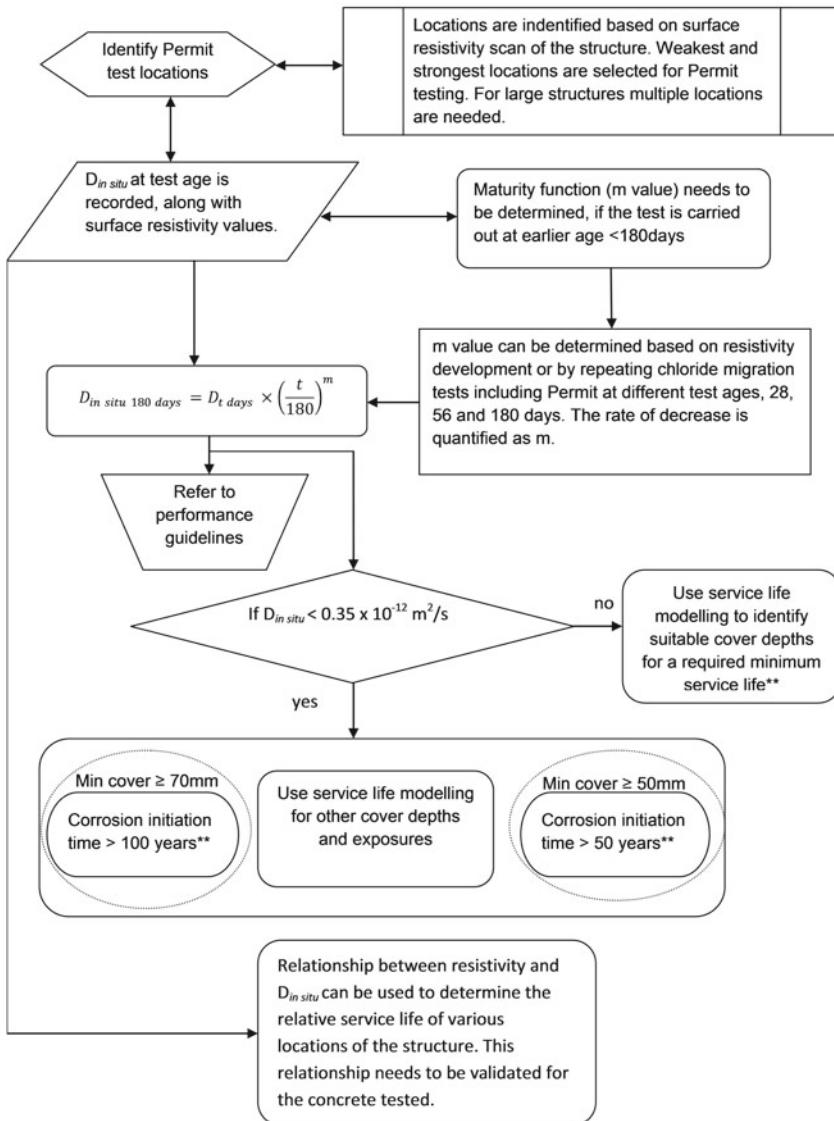 Identify Permit
test locations
Locations are indentified based on surface
resistivity scan of the structure. Weakest and
strongest locations are selected for Permit
testing. For large structures multiple locations
are needed.
D in situ at test age is
recorded, along with
surface resistivity values.
Maturity function (m value) needs to
be determined, if the test is carried
out at earlier age <180days
m value can be determined based on resistivity
development or by repeating chloride migration
tests including Permit at different test ages, 28,
56 and 180 days. The rate of decrease is
quantified as m.
D in situ 180 days = D t days × (t/180)^m
Refer to
performance
guidelines
If D in situ < 0.35 x 10^-12 m^2/s
no
Use service life
modelling to identify
suitable cover depths
for a required minimum
service life**
yes
Min cover ≥ 70mm
Corrosion initiation
time > 100 years**
Use service life modelling
for other cover depths
and exposures
Min cover ≥ 50mm
Corrosion initiation
time > 50 years**
Relationship between resistivity and
D in situ can be used to determine the
relative service life of various
locations of the structure. This
relationship needs to be validated for
the concrete tested.